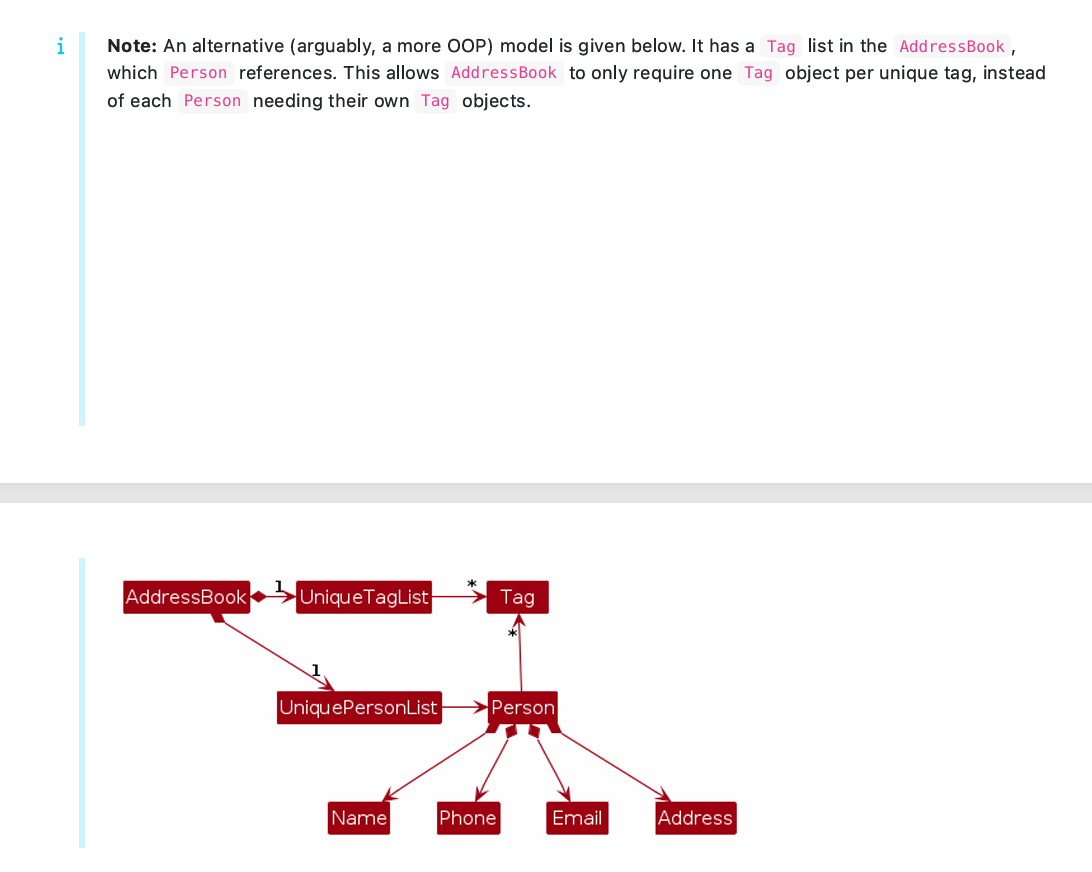 i
Note: An alternative (arguably, a more OOP) model is given below. It has a Tag list in the AddressBook ,
which Person references. This allows AddressBook to only require one Tag object per unique tag, instead
of each Person needing their own Tag objects.
AddressBook 1 UniqueTagList * Tag
*
1
UniquePersonList Person
Name Phone Email Address